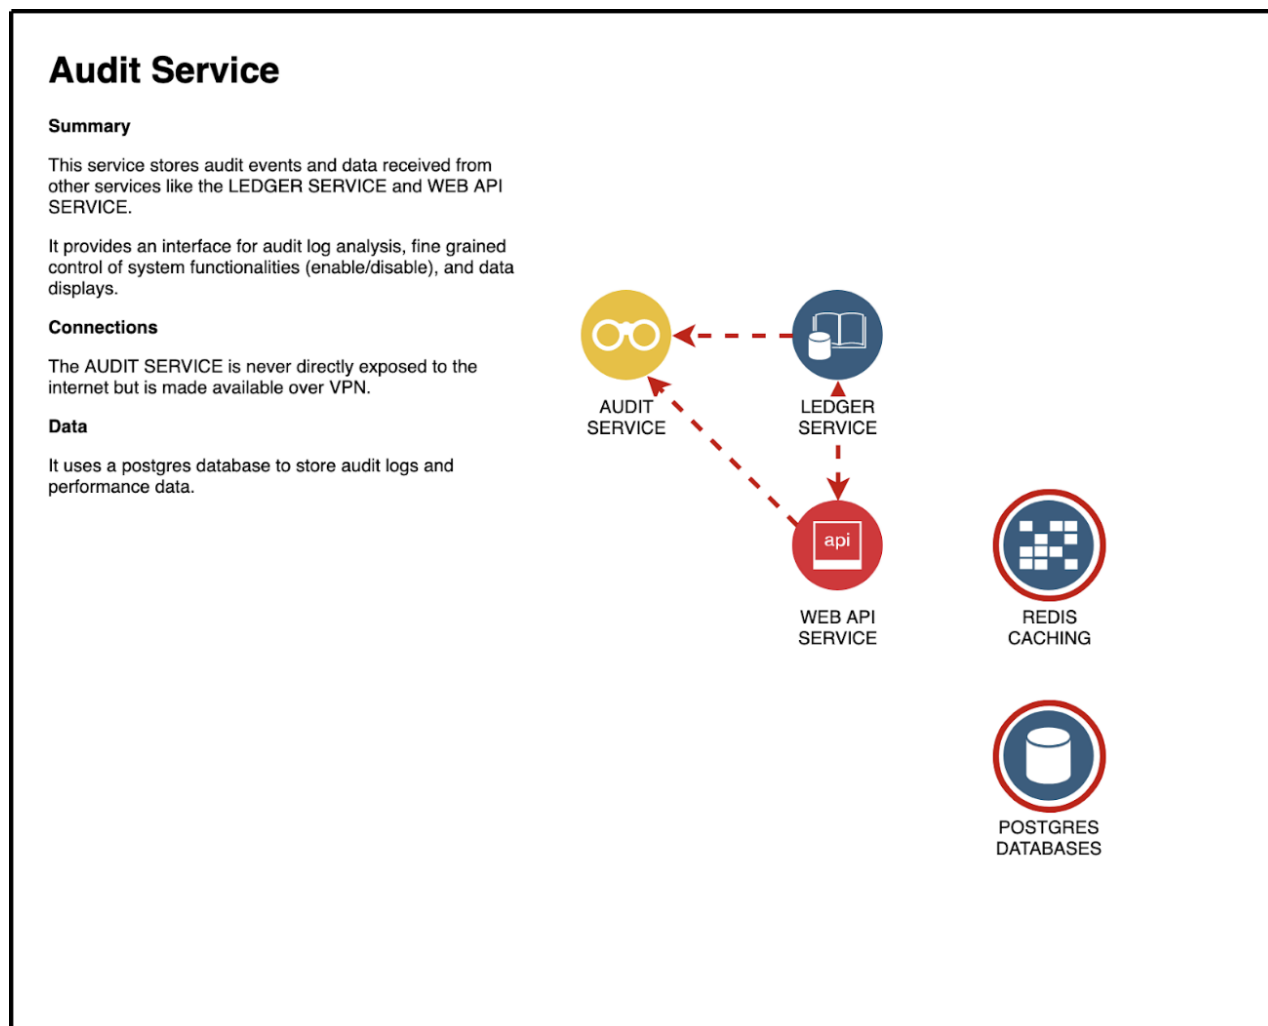 Audit Service
Summary
This service stores audit events and data received from
other services like the LEDGER SERVICE and WEB API
SERVICE.
It provides an interface for audit log analysis, fine grained
control of system functionalities (enable/disable), and data
displays.
Connections
The AUDIT SERVICE is never directly exposed to the
internet but is made available over VPN.
Data
It uses a postgres database to store audit logs and
performance data.
AUDIT
SERVICE
LEDGER
SERVICE
api
WEB API
SERVICE
REDIS
CACHING
POSTGRES
DATABASES